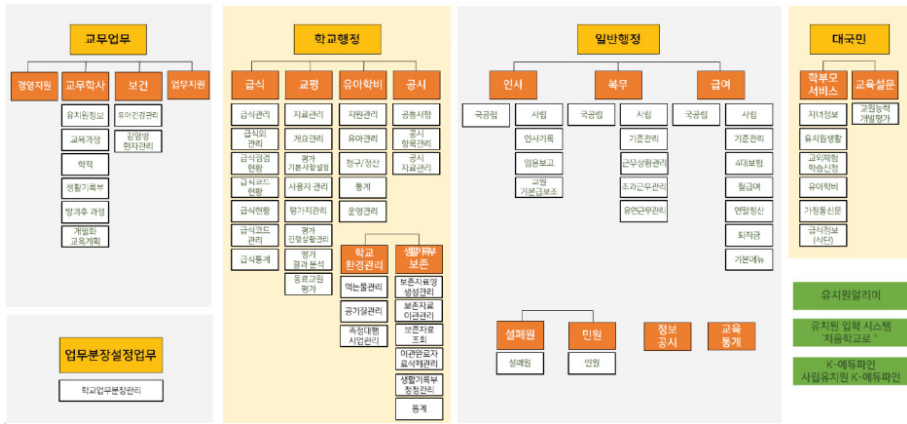 교무업무
경영지원
교무학사
보건
업무지원
유치원정보
교육과정
학적
생활기록부
방과후 과정
개별화
교육계획
유아건강관리
감염병
환자관리
업무분장설정업무
학교업무분장관리
학교행정
급식
교평
유아학비
공시
급식관리
급식외
관리
급식점검
현황
급식코드
현황
급식현황
급식코드
관리
급식통계
자료관리
개요관리
평가
기본사항설정
사용자 관리
평가지관리
평가
진행상황관리
평가
결과 분석
동료교원
평가
지원관리
유아관리
청구/정산
통계
운영관리
공통사항
공시
항목관리
공시
자료관리
학교
환경관리
먹는물관리
공기질관리
측정대행
사업관리
생활기록부
보존
보존자료명
생성관리
보존자료
이관관리
보존자료
조회
이관완료자
료삭제관리
생활기록부
정정관리
통계
일반행정
인사
복무
급여
국공립
사립
인사기록
임용보고
교원
기본급보조
국공립
사립
기준관리
근무상황관리
초과근무관리
유연근무관리
국공립
사립
기준관리
4대보험
월급여
연말정산
퇴직금
기본메뉴
설폐원
설폐원
민원
민원
정보
공시
교육
통계
대국민
학부모
서비스
교육설문
자녀정보
유치원생활
교외체험
학습신청
유아학비
가정통신문
급식정보
(식단)
교원능력
개발평가
유치원알리미
유치원 입학 시스템
'처음학교로 '
K-에듀파인
사립유치원 K-에듀파인